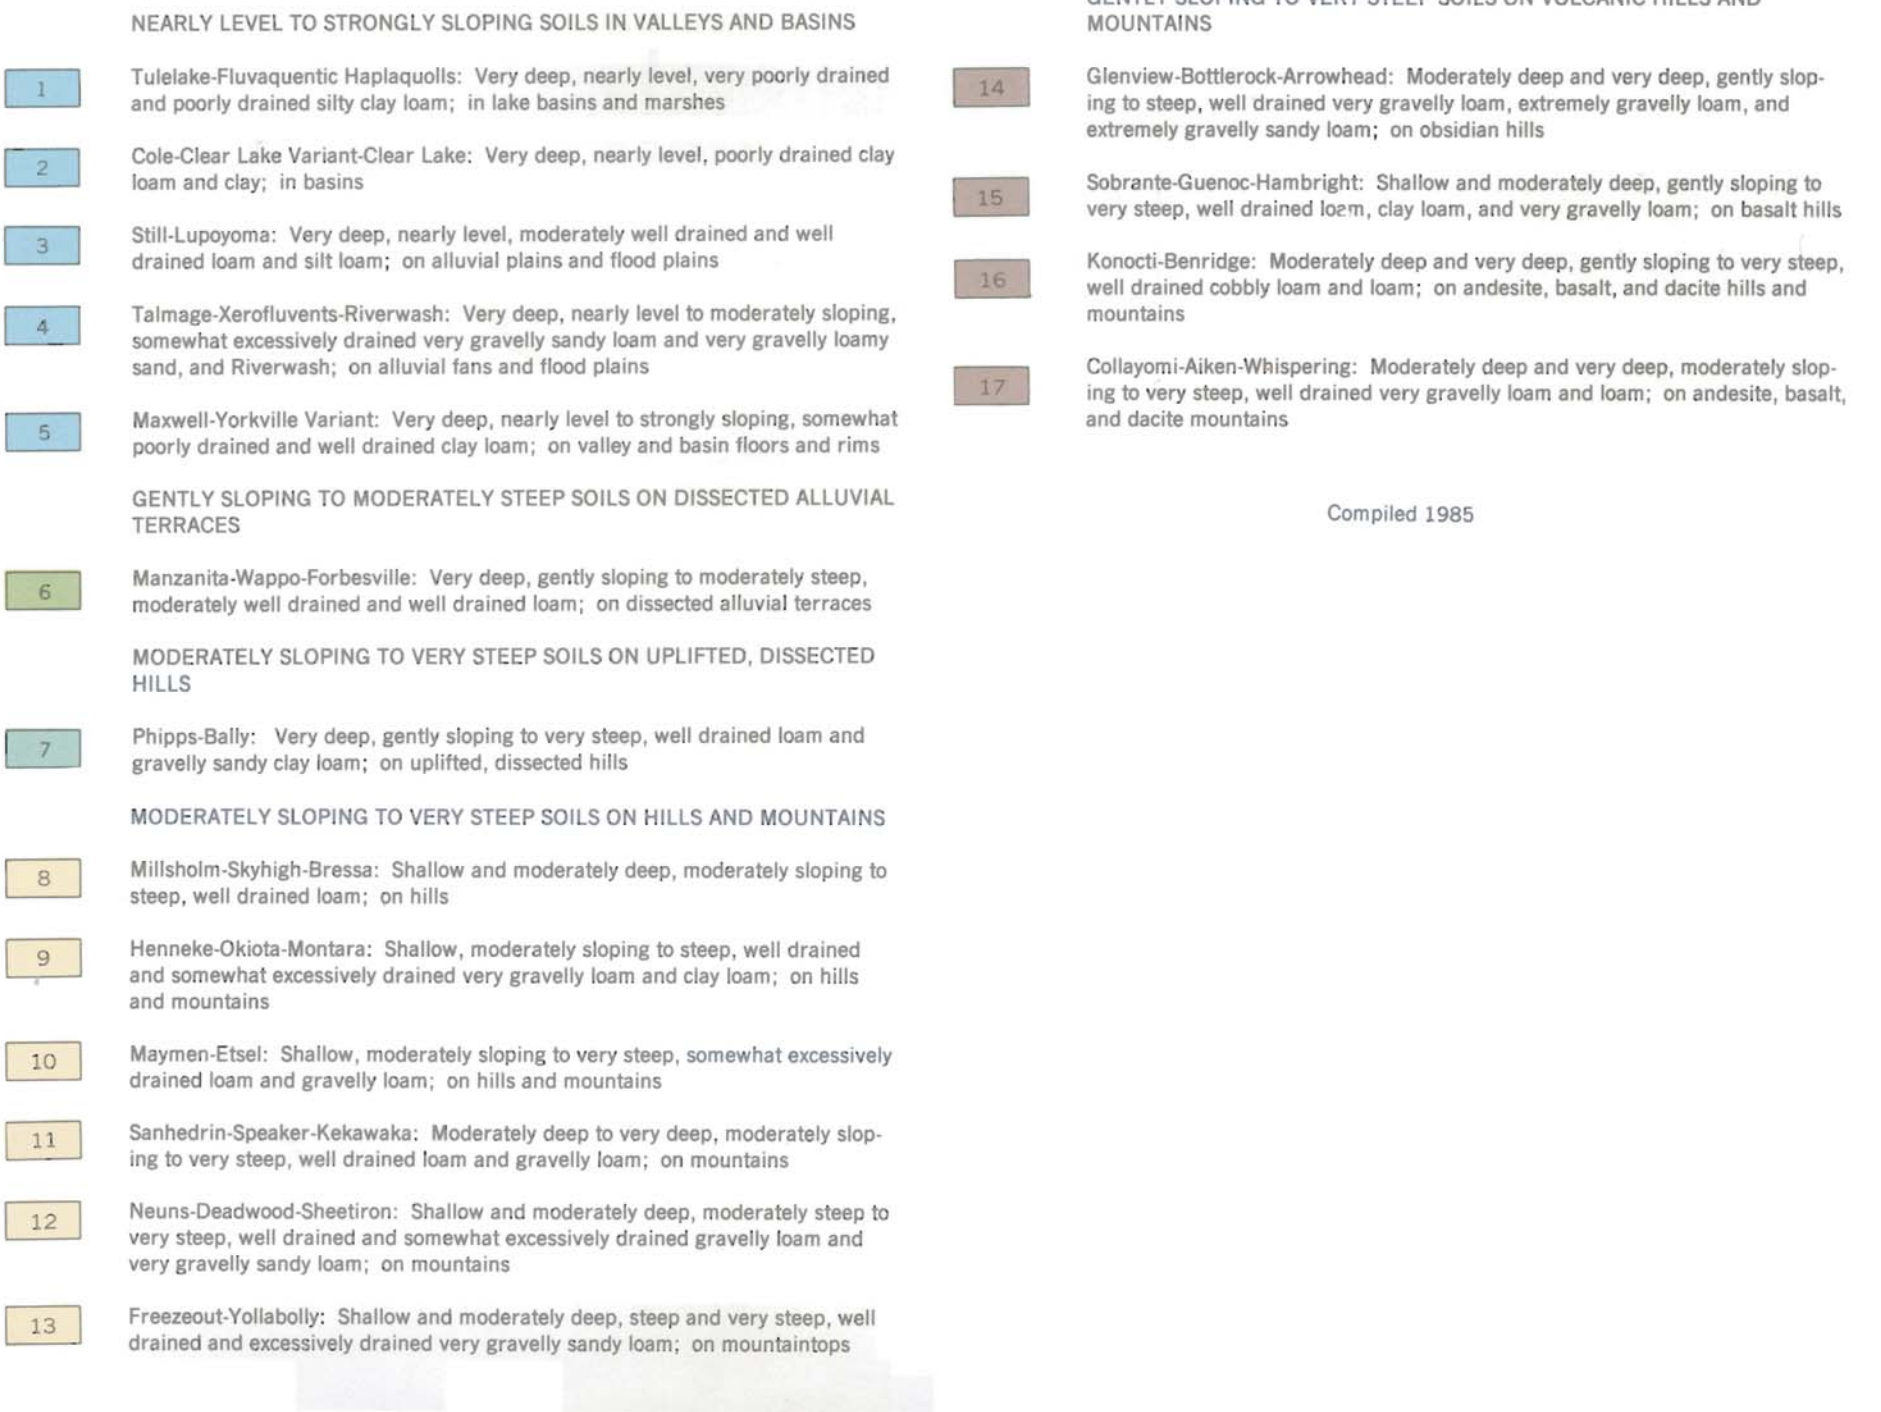 NEARLY LEVEL TO STRONGLY SLOPING SOILS IN VALLEYS AND BASINS
1
Tulelake-Fluvaquentic Haplaquolls: Very deep, nearly level, very poorly drained
and poorly drained silty clay loam; in lake basins and marshes
2
Cole-Clear Lake Variant-Clear Lake: Very deep, nearly level, poorly drained clay
loam and clay; in basins
3
Still-Lupoyoma: Very deep, nearly level, moderately well drained and well
drained loam and silt loam; on alluvial plains and flood plains
4
Talmage-Xerofluvents-Riverwash: Very deep, nearly level to moderately sloping,
somewhat excessively drained very gravelly sandy loam and very gravelly loamy
sand, and Riverwash; on alluvial fans and flood plains
5
Maxwell-Yorkville Variant: Very deep, nearly level to strongly sloping, somewhat
poorly drained and well drained clay loam; on valley and basin floors and rims
GENTLY SLOPING TO MODERATELY STEEP SOILS ON DISSECTED ALLUVIAL
TERRACES
6
Manzanita-Wappo-Forbesville: Very deep, gently sloping to moderately steep,
moderately well drained and well drained loam; on dissected alluvial terraces
MODERATELY SLOPING TO VERY STEEP SOILS ON UPLIFTED, DISSECTED
HILLS
7
Phipps-Bally: Very deep, gently sloping to very steep, well drained loam and
gravelly sandy clay loam; on uplifted, dissected hills
MODERATELY SLOPING TO VERY STEEP SOILS ON HILLS AND MOUNTAINS
8
Millsholm-Skyhigh-Bressa: Shallow and moderately deep, moderately sloping to
steep, well drained loam; on hills
9
Henneke-Okiota-Montara: Shallow, moderately sloping to steep, well drained
and somewhat excessively drained very gravelly loam and clay loam; on hills
and mountains
10
Maymen-Etsel: Shallow, moderately sloping to very steep, somewhat excessively
drained loam and gravelly loam; on hills and mountains
11
Sanhedrin-Speaker-Kekawaka: Moderately deep to very deep, moderately slop-
ing to very steep, well drained loam and gravelly loam; on mountains
12
Neuns-Deadwood-Sheetiron: Shallow and moderately deep, moderately steep to
very steep, well drained and somewhat excessively drained gravelly loam and
very gravelly sandy loam; on mountains
13
Freezeout-Yollabolly: Shallow and moderately deep, steep and very steep, well
drained and excessively drained very gravelly sandy loam; on mountaintops
GENTLY SLOPING TO VERY STEEP SOILS ON VOLCANIC HILLS AND
MOUNTAINS
14
Glenview-Bottlerock-Arrowhead: Moderately deep and very deep, gently slop-
ing to steep, well drained very gravelly loam, extremely gravelly loam, and
extremely gravelly sandy loam; on obsidian hills
15
Sobrante-Guenoc-Hambright: Shallow and moderately deep, gently sloping to
very steep, well drained loam, clay loam, and very gravelly loam; on basalt hills
16
Konocti-Benridge: Moderately deep and very deep, gently sloping to very steep,
well drained cobbly loam and loam; on andesite, basalt, and dacite hills and
mountains
17
Collayomi-Aiken-Whispering: Moderately deep and very deep, moderately slop-
ing to very steep, well drained very gravelly loam and loam; on andesite, basalt,
and dacite mountains
Compiled 1985